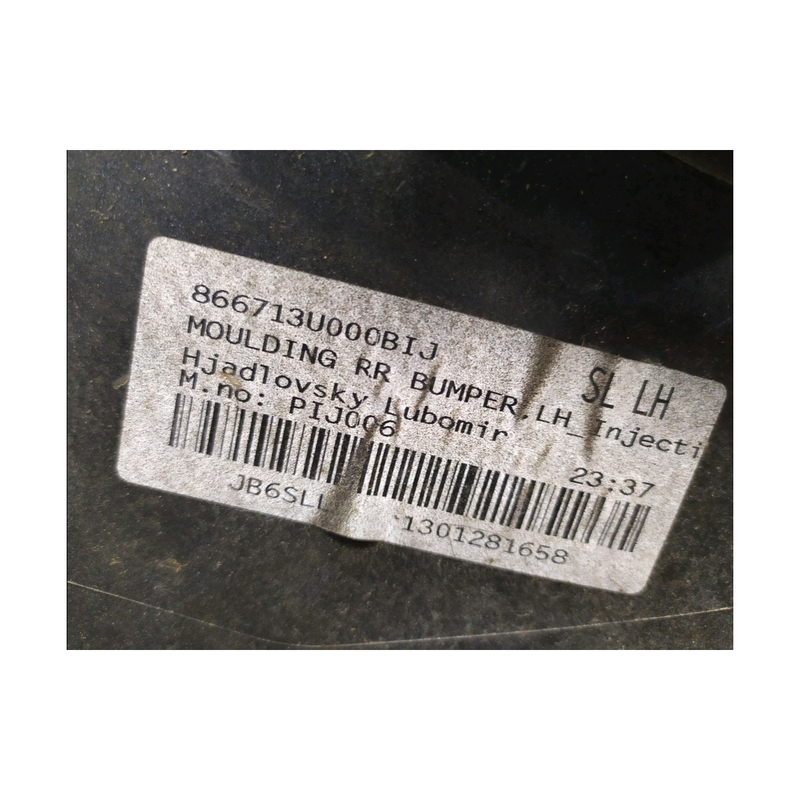 866713U000BIJ
MOULDING RR BUMPER,LH_Injecti
SL LH
Hjadlovsky Lubomir
M.no: PIJ006
23:37
JB6SLL
1301281658